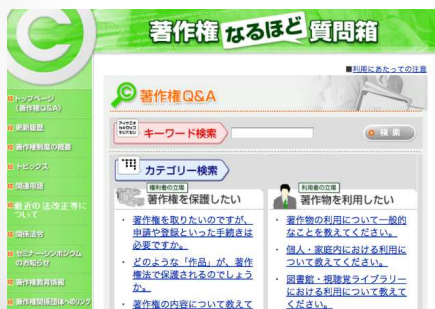 著作権なるほど質問箱
■利用にあたっての注意
トップページ
(著作権Q&A)
更新履歴
著作権制度の概要
トピックス
関連用語
最近の法改正等に
ついて
関係法令
セミナー・シンポジウム
のお知らせ
著作権教育情報
著作権関係団体へのリンク
著作権Q&A
キーワード検索
検索
カテゴリー検索
権利者の立場
著作権を保護したい
・著作権を取りたいのですが、
申請や登録といった手続きは
必要ですか。
・どのような「作品」が、著作
権法で保護されるのでしょう
か。
・著作権の内容について教えて
利用者の立場
著作物を利用したい
・著作物の利用について一般的
なことを教えてください。
・個人・家庭内における利用に
ついて教えてください。
・図書館・視聴覚ライブラリー
における利用について教えて
ください。